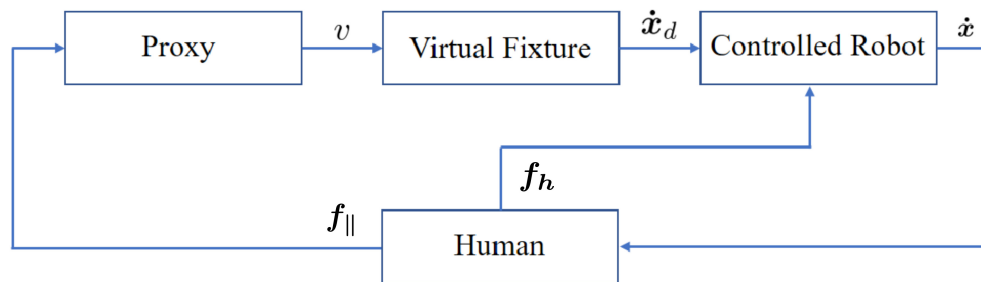 Proxy
v
Virtual Fixture
ẋ_d
Controlled Robot
ẋ
f_h
f_∥
Human